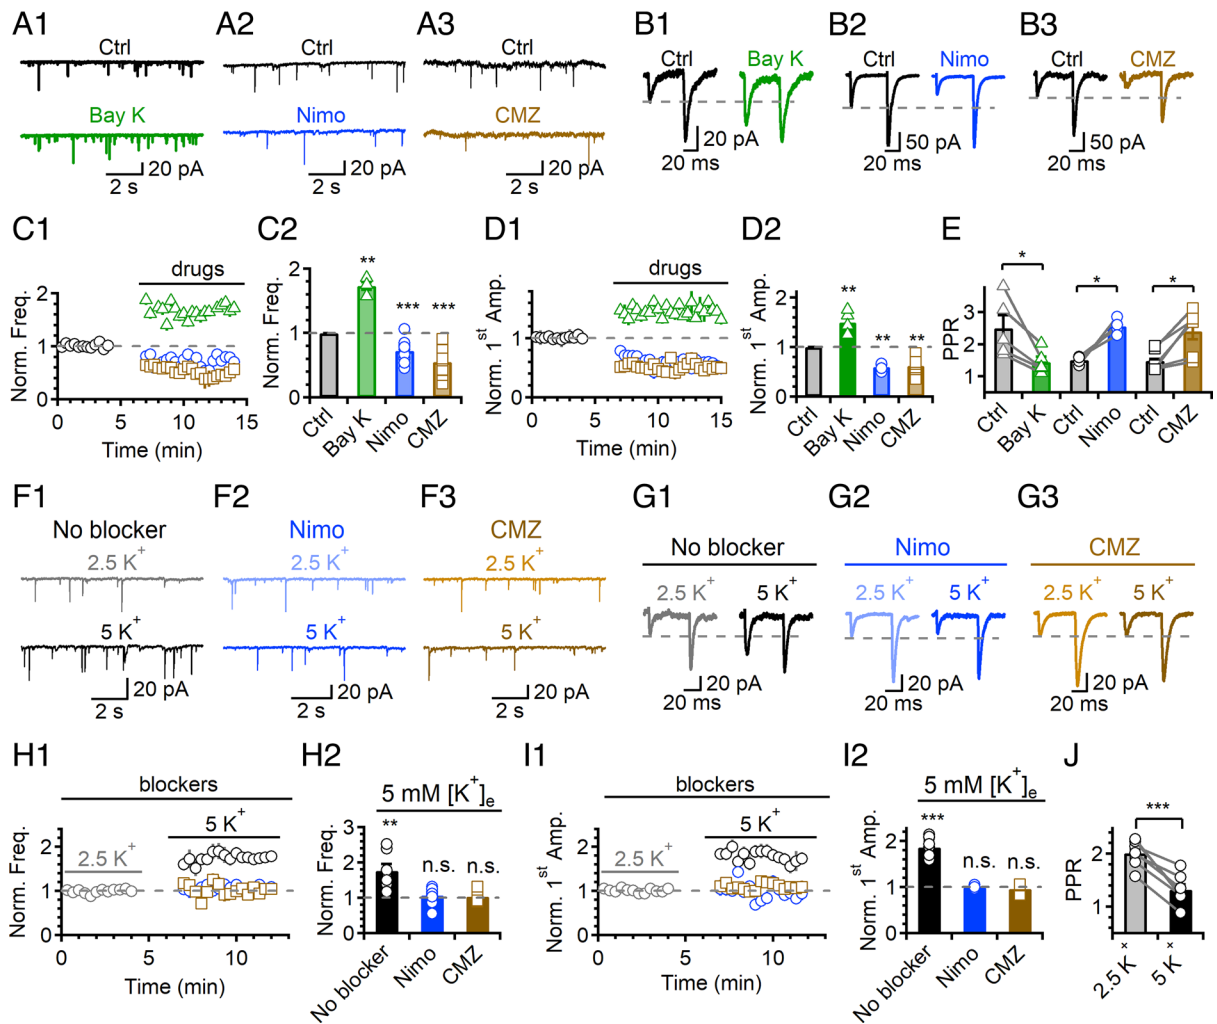 A1
A2
A3
B1
B2
B3
Ctrl
Ctrl
Ctrl
Ctrl
Bay K
Ctrl
Nimo
Ctrl
CMZ
Bay K
Nimo
CMZ
20 pA
2 s
20 pA
2 s
20 pA
2 s
20 pA
20 ms
50 pA
20 ms
50 pA
20 ms
C1
C2
D1
D2
E
Norm. Freq.
2
1
0
drugs
0 5 10 15
Time (min)
Norm. Freq.
2
1
0
**
***
***
Ctrl
Bay K
Nimo
CMZ
Norm. 1st Amp.
2
1
0
drugs
0 5 10 15
Time (min)
Norm. 1st Amp.
2
1
0
**
**
**
Ctrl
Bay K
Nimo
CMZ
PPR
3
2
1
*
*
*
Ctrl
Bay K
Ctrl
Nimo
Ctrl
CMZ
F1
F2
F3
G1
G2
G3
No blocker
Nimo
CMZ
2.5 K+
2.5 K+
2.5 K+
5 K+
5 K+
5 K+
20 pA
2 s
20 pA
2 s
20 pA
2 s
No blocker
Nimo
CMZ
2.5 K+
5 K+
2.5 K+
5 K+
2.5 K+
5 K+
20 pA
20 ms
20 pA
20 ms
20 pA
20 ms
H1
H2
I1
I2
J
blockers
5 K+
2.5 K+
Norm. Freq.
2
1
0
0 5 10
Time (min)
5 mM [K+]e
Norm. Freq.
3
2
1
0
**
n.s.
n.s.
No blocker
Nimo
CMZ
blockers
5 K+
2.5 K+
Norm. 1st Amp.
2
1
0
0 5 10
Time (min)
5 mM [K+]e
Norm. 1st Amp.
2
1
0
***
n.s.
n.s.
No blocker
Nimo
CMZ
PPR
2
1
***
2.5 K+
5 K+